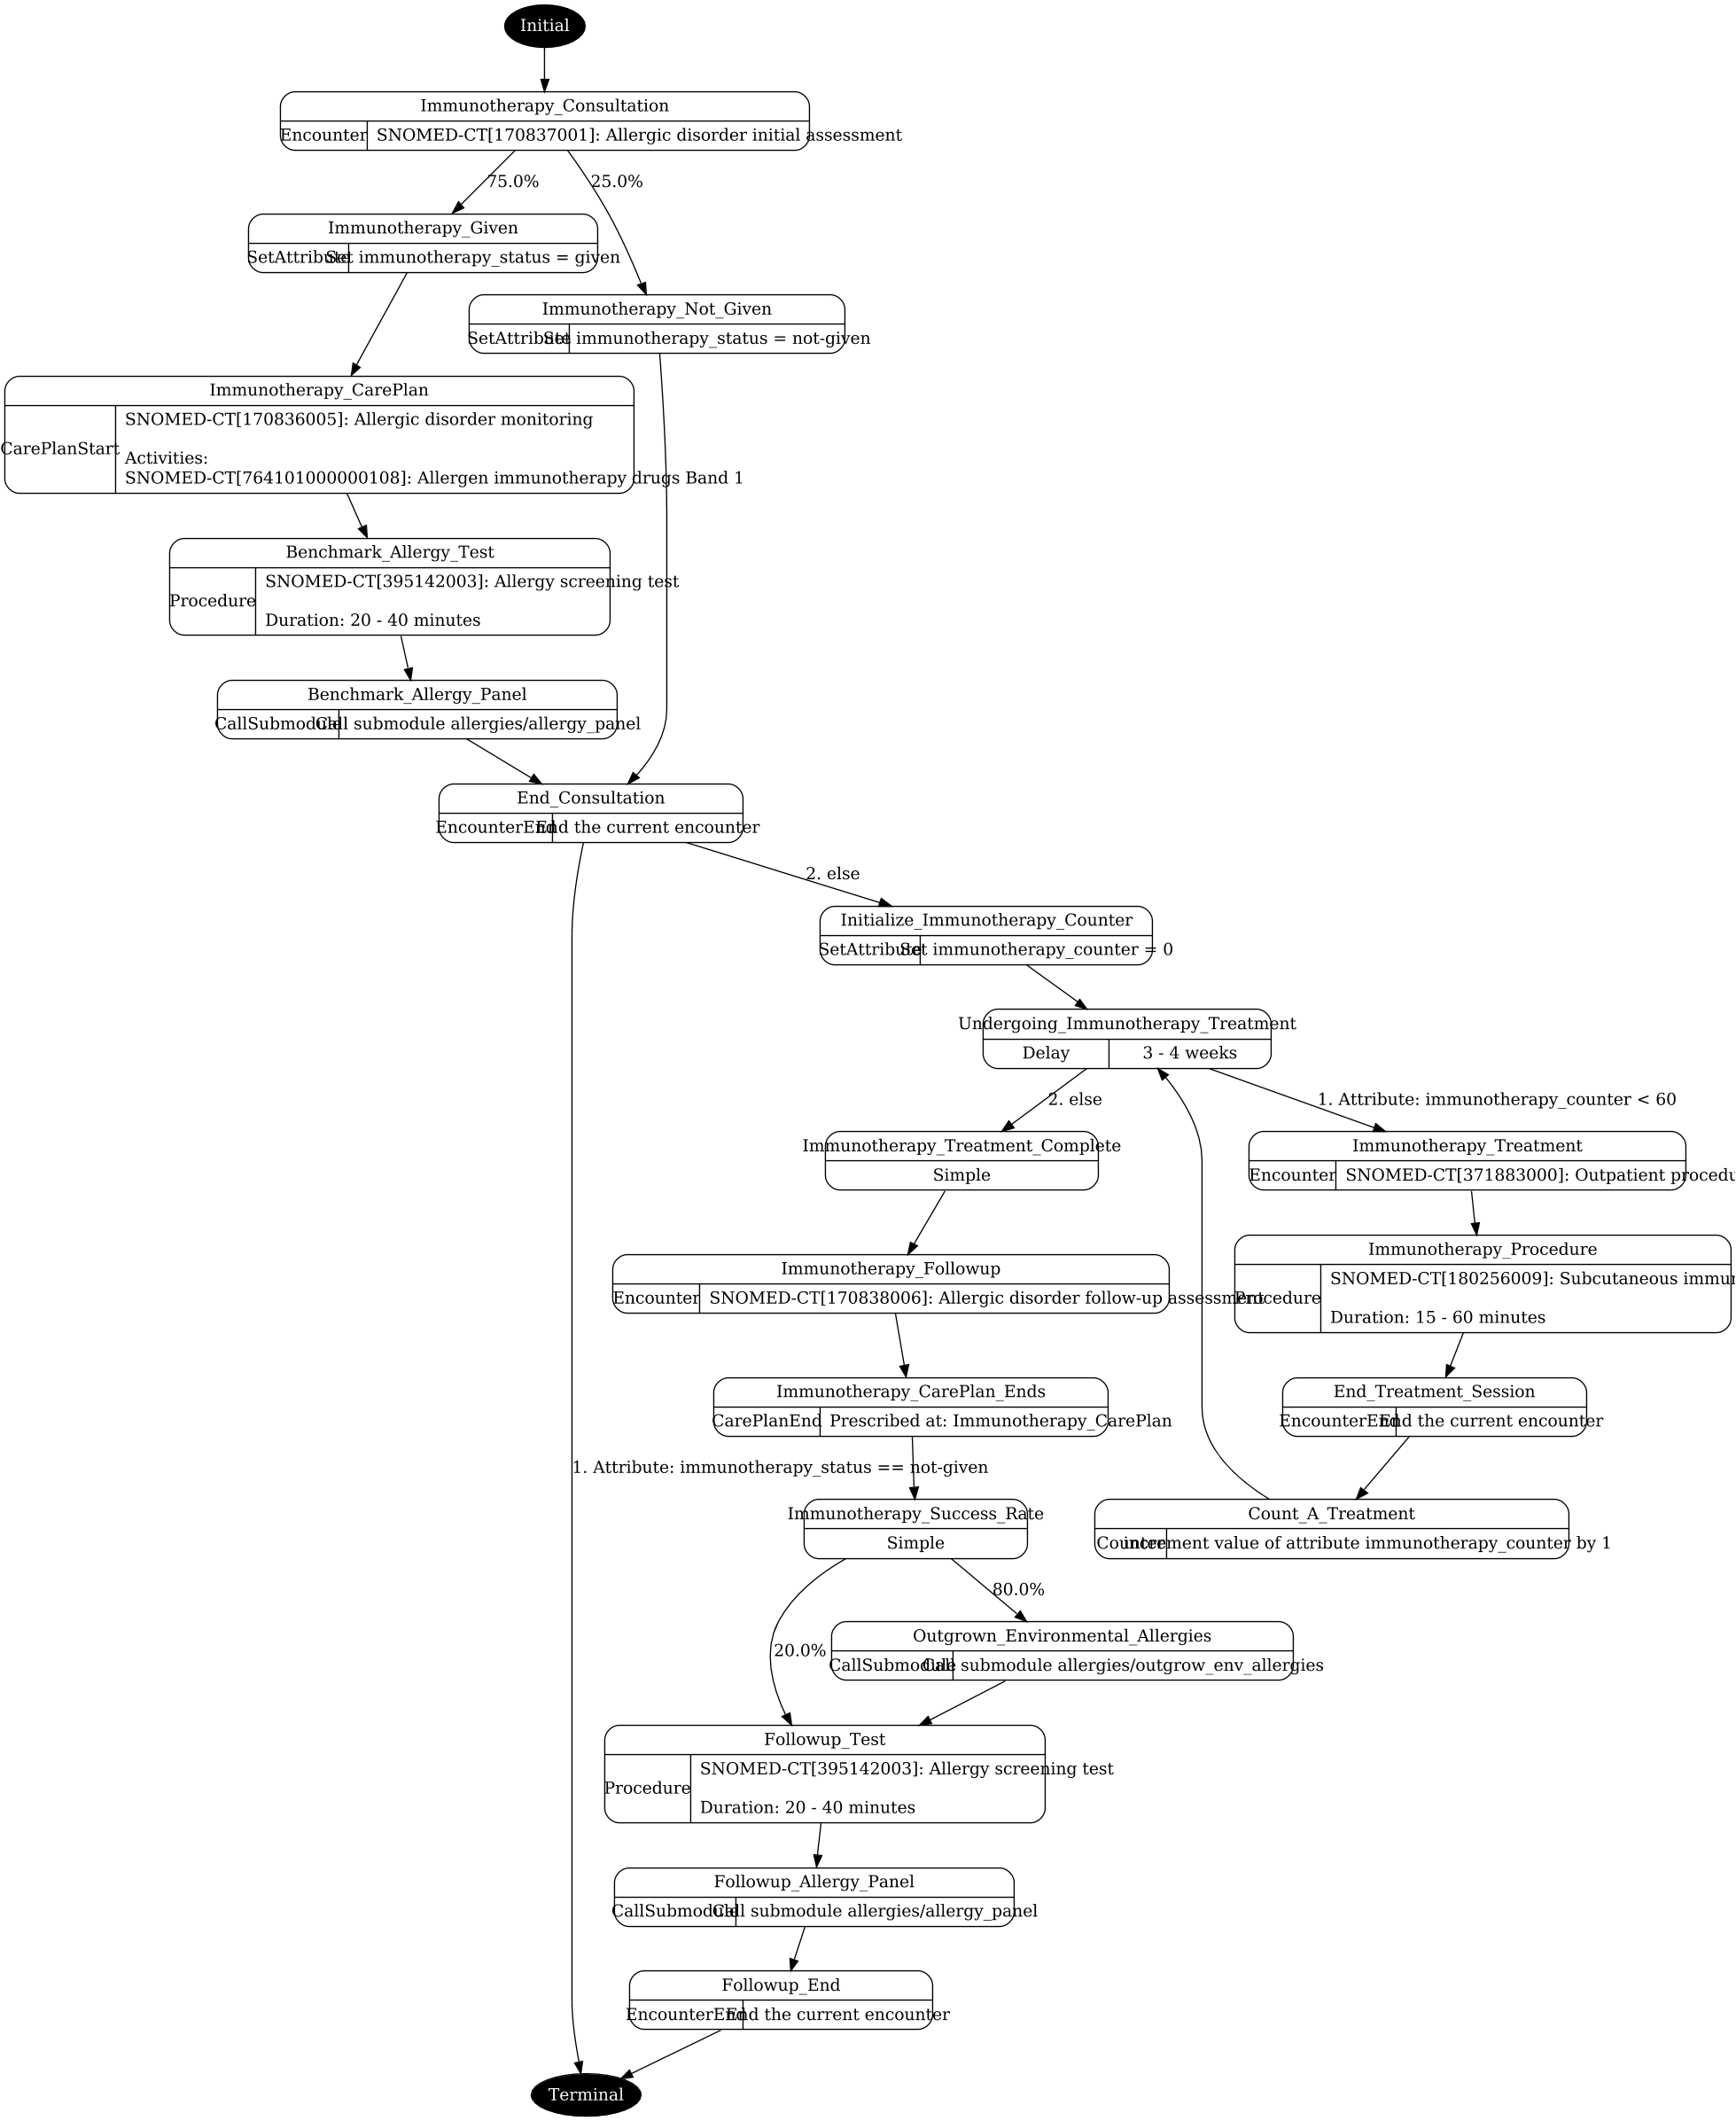 Initial
Immunotherapy_Consultation
Encounter
SNOMED-CT[170837001]: Allergic disorder initial assessment
75.0%
25.0%
Immunotherapy_Given
SetAttribute
Set immunotherapy_status = given
Immunotherapy_Not_Given
SetAttribute
Set immunotherapy_status = not-given
Immunotherapy_CarePlan
CarePlanStart
SNOMED-CT[170836005]: Allergic disorder monitoring
Activities:
SNOMED-CT[764101000000108]: Allergen immunotherapy drugs Band 1
Benchmark_Allergy_Test
Procedure
SNOMED-CT[395142003]: Allergy screening test
Duration: 20 - 40 minutes
Benchmark_Allergy_Panel
CallSubmodule
Call submodule allergies/allergy_panel
End_Consultation
EncounterEnd
End the current encounter
2. else
Initialize_Immunotherapy_Counter
SetAttribute
Set immunotherapy_counter = 0
Undergoing_Immunotherapy_Treatment
Delay
3 - 4 weeks
2. else
1. Attribute: immunotherapy_counter < 60
Immunotherapy_Treatment_Complete
Simple
Immunotherapy_Treatment
Encounter
SNOMED-CT[371883000]: Outpatient procedu
Immunotherapy_Followup
Encounter
SNOMED-CT[170838006]: Allergic disorder follow-up assessment
Immunotherapy_Procedure
Procedure
SNOMED-CT[180256009]: Subcutaneous immu
Duration: 15 - 60 minutes
Immunotherapy_CarePlan_Ends
CarePlanEnd
Prescribed at: Immunotherapy_CarePlan
End_Treatment_Session
EncounterEnd
End the current encounter
1. Attribute: immunotherapy_status == not-given
Immunotherapy_Success_Rate
Simple
Count_A_Treatment
Counter
increment value of attribute immunotherapy_counter by 1
80.0%
20.0%
Outgrown_Environmental_Allergies
CallSubmodule
Call submodule allergies/outgrow_env_allergies
Followup_Test
Procedure
SNOMED-CT[395142003]: Allergy screening test
Duration: 20 - 40 minutes
Followup_Allergy_Panel
CallSubmodule
Call submodule allergies/allergy_panel
Followup_End
EncounterEnd
End the current encounter
Terminal